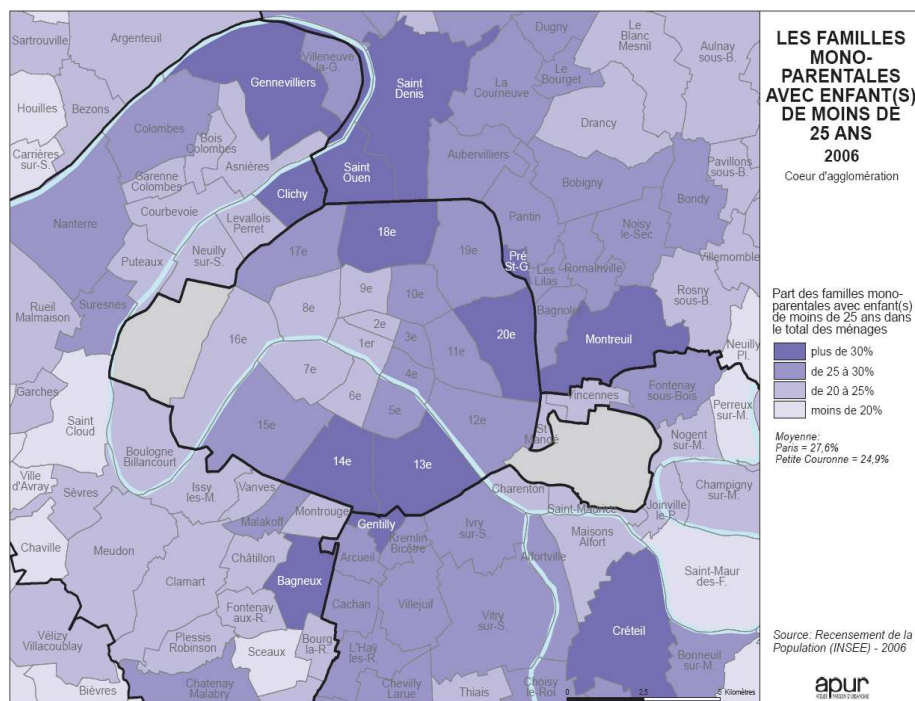 LES FAMILLES
MONO-
PARENTALES
AVEC ENFANT(S)
DE MOINS DE
25 ANS
2006
Coeur d'agglomération
Part des familles mono-
parentales avec enfant(s)
de moins de 25 ans dans
le total des ménages
plus de 30%
de 25 à 30%
de 20 à 25%
moins de 20%
Moyenne:
Paris = 27,6%
Petite Couronne = 24,9%
Source: Recensement de la
Population (INSEE) - 2006
apur
Sartrouville
Argenteuil
Villeneuve
la-G.
Dugny
Le
Blanc
Mesnil
Aulnay
sous-B.
Houilles
Bezons
Gennevilliers
Saint
Denis
La
Courneuve
Le
Bourget
Drancy
Carrières
sur-S.
Colombes
Bois
Colombes
Garenne
Colombes
Asnières
Saint
Ouen
Aubervilliers
Bobigny
Pavillons
sous-B.
Bondy
Nanterre
Courbevoie
Clichy
Levallois
Perret
Pantin
Noisy
le-Sec
Puteaux
Neuilly
sur-S.
17e
18e
19e
Pré
St-G.
Les
Lilas
Romainville
Villemomble
Rosny
sous-B.
Rueil
Malmaison
Suresnes
8e
9e
10e
2e
1er
3e
11e
20e
Bagnolet
Montreuil
Neuilly
Pl.
16e
7e
4e
6e
5e
12e
Vincennes
Fontenay
sous-Bois
Perreux
sur-M.
Garches
Saint
Cloud
15e
St
Mandé
Nogent
sur-M.
Boulogne
Billancourt
14e
13e
Charenton
Champigny
sur-M.
Ville
d'Avray
Sèvres
Issy
les-M.
Vanves
Malakoff
Montrouge
Gentilly
Saint-Maurice
Joinville
le-P.
Maisons
Alfort
Chaville
Meudon
Châtillon
Arcueil
Kremlin
Bicêtre
Ivry
sur-S.
Alfortville
Saint-Maur
des-F.
Clamart
Bagneux
Cachan
Villejuif
Vitry
sur-S.
Créteil
Fontenay
aux-R.
Vélizy
Villacoublay
Plessis
Robinson
Sceaux
Bourg
la-R.
L'Hay
les-R.
Bonneuil
sur-M.
Bièvres
Chatenay
Malabry
Chevilly
Larue
Thiais
Choisy
le-Roi
0
2,5
5 Kilomètres